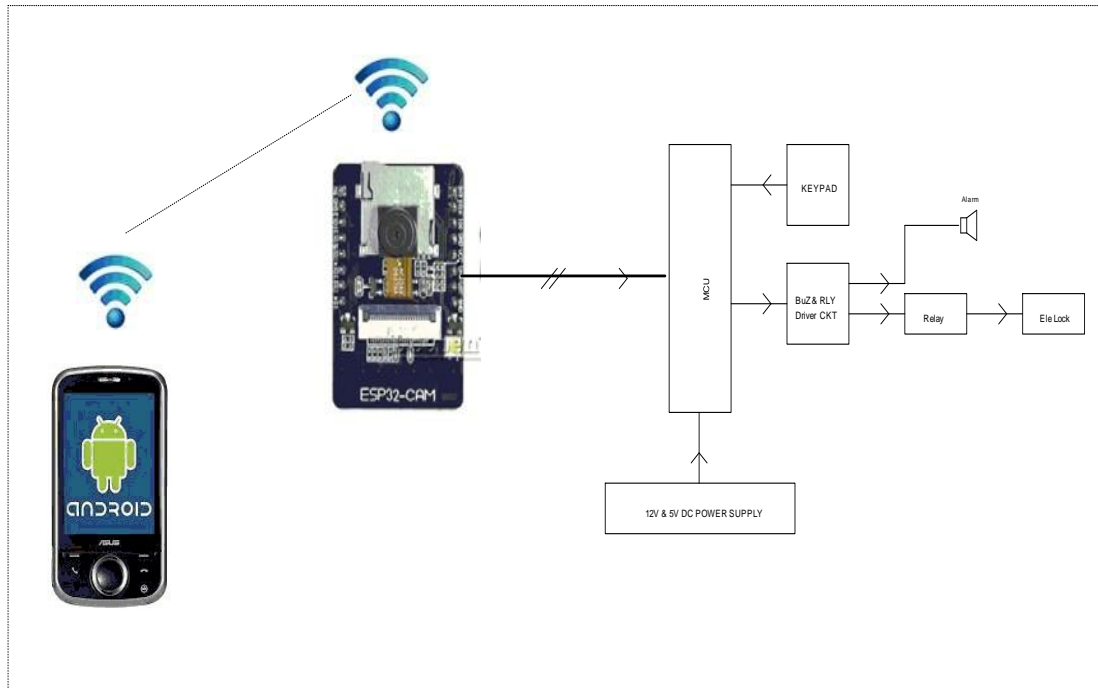 KEYPAD
Alarm
MCU
BuZ & RLY
Driver CKT
Relay
Ele Lock
ESP32-CAM
12V & 5V DC POWER SUPPLY
ANDROID
ASUS